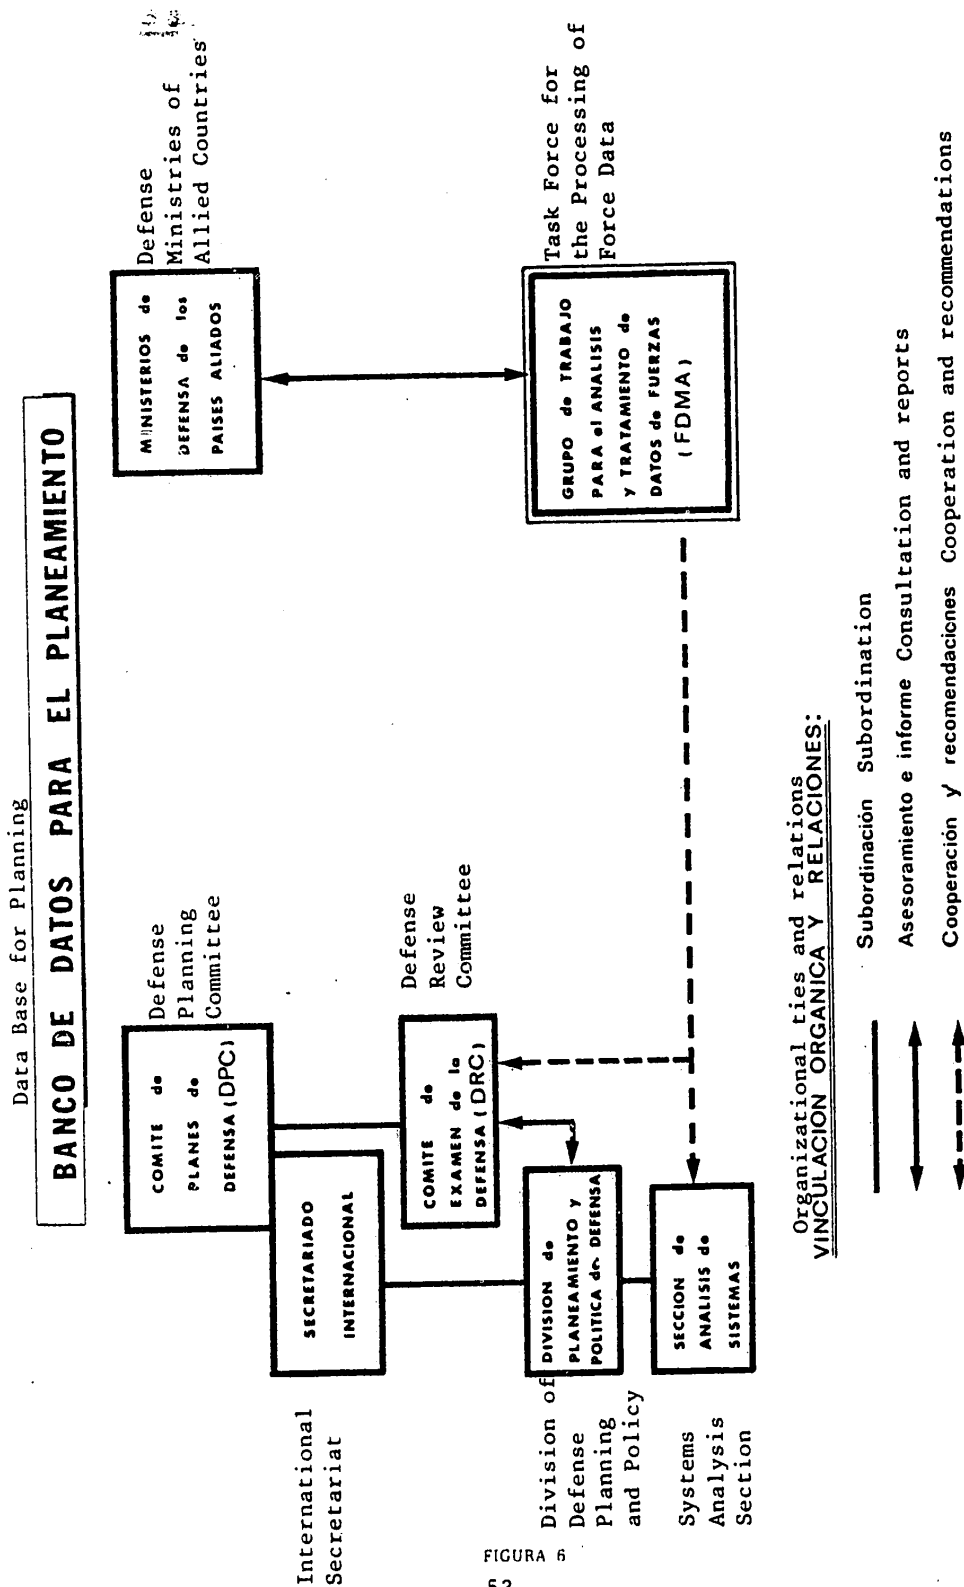 Data Base for Planning
BANCO DE DATOS PARA EL PLANEAMIENTO
COMITE de
PLANES de
DEFENSA (DPC)
Defense
Planning
Committee
MINISTERIOS de
DEFENSA de los
PAISES ALIADOS
Defense
Ministries of
Allied Countries
International
Secretariat
SECRETARIADO
INTERNACIONAL
COMITE de
EXAMEN de la
DEFENSA (DRC)
Defense
Review
Committee
Division of
Defense
Planning
and Policy
DIVISION de
PLANEAMIENTO y
POLITICA de DEFENSA
GRUPO de TRABAJO
PARA el ANALISIS
y TRATAMIENTO de
DATOS de FUERZAS
(FDMA)
Task Force for
the Processing of
Force Data
Systems
Analysis
Section
SECCION de
ANALISIS de
SISTEMAS
Organizational ties and relations
VINCULACION ORGANICA Y RELACIONES:
Subordinación Subordination
Asesoramiento e informe Consultation and reports
Cooperación y recomendaciones Cooperation and recommendations
FIGURA 6
52